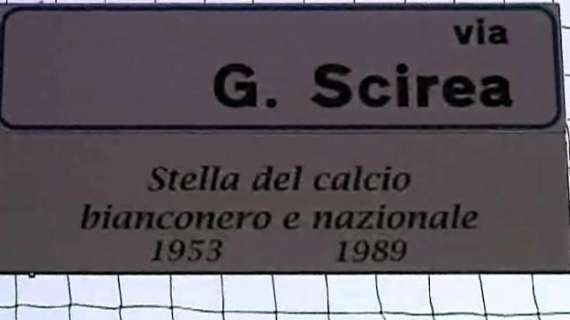 via
G. Scirea
Stella del calcio
bianconero e nazionale
1953 1989